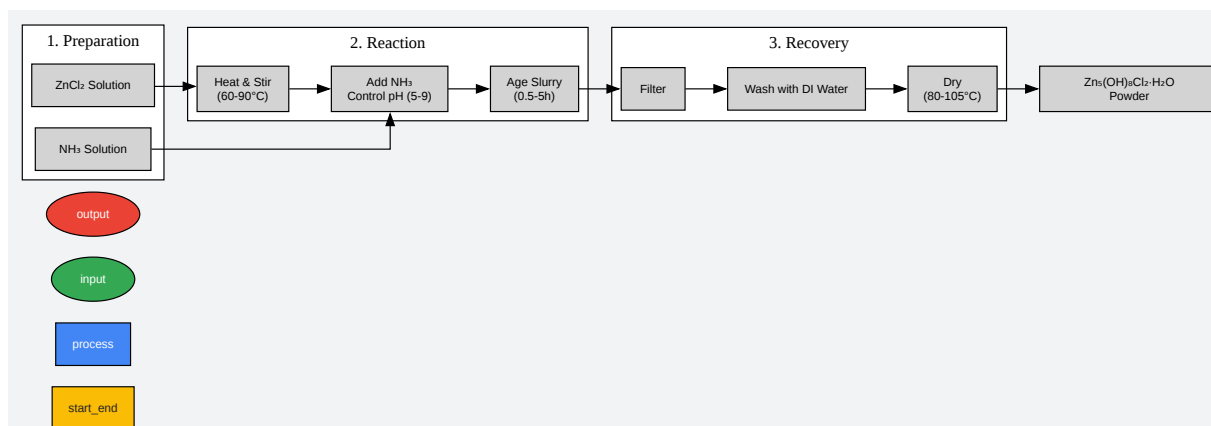 1. Preparation
ZnCl₂ Solution
NH₃ Solution
2. Reaction
Heat & Stir
(60-90°C)
Add NH₃
Control pH (5-9)
Age Slurry
(0.5-5h)
3. Recovery
Filter
Wash with DI Water
Dry
(80-105°C)
Zn₅(OH)₈Cl₂·H₂O
Powder
output
input
process
start_end